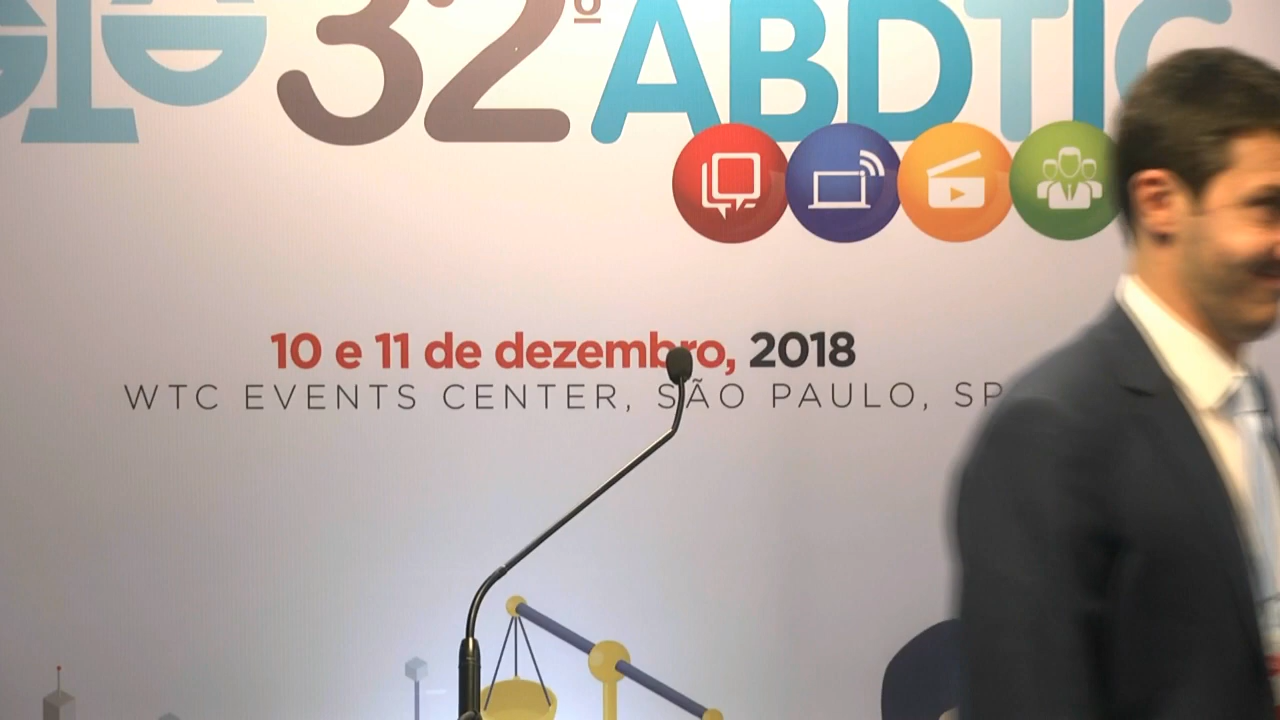 32º ABDTIC
10 e 11 de dezembro, 2018
WTC EVENTS CENTER, SÃO PAULO, SP